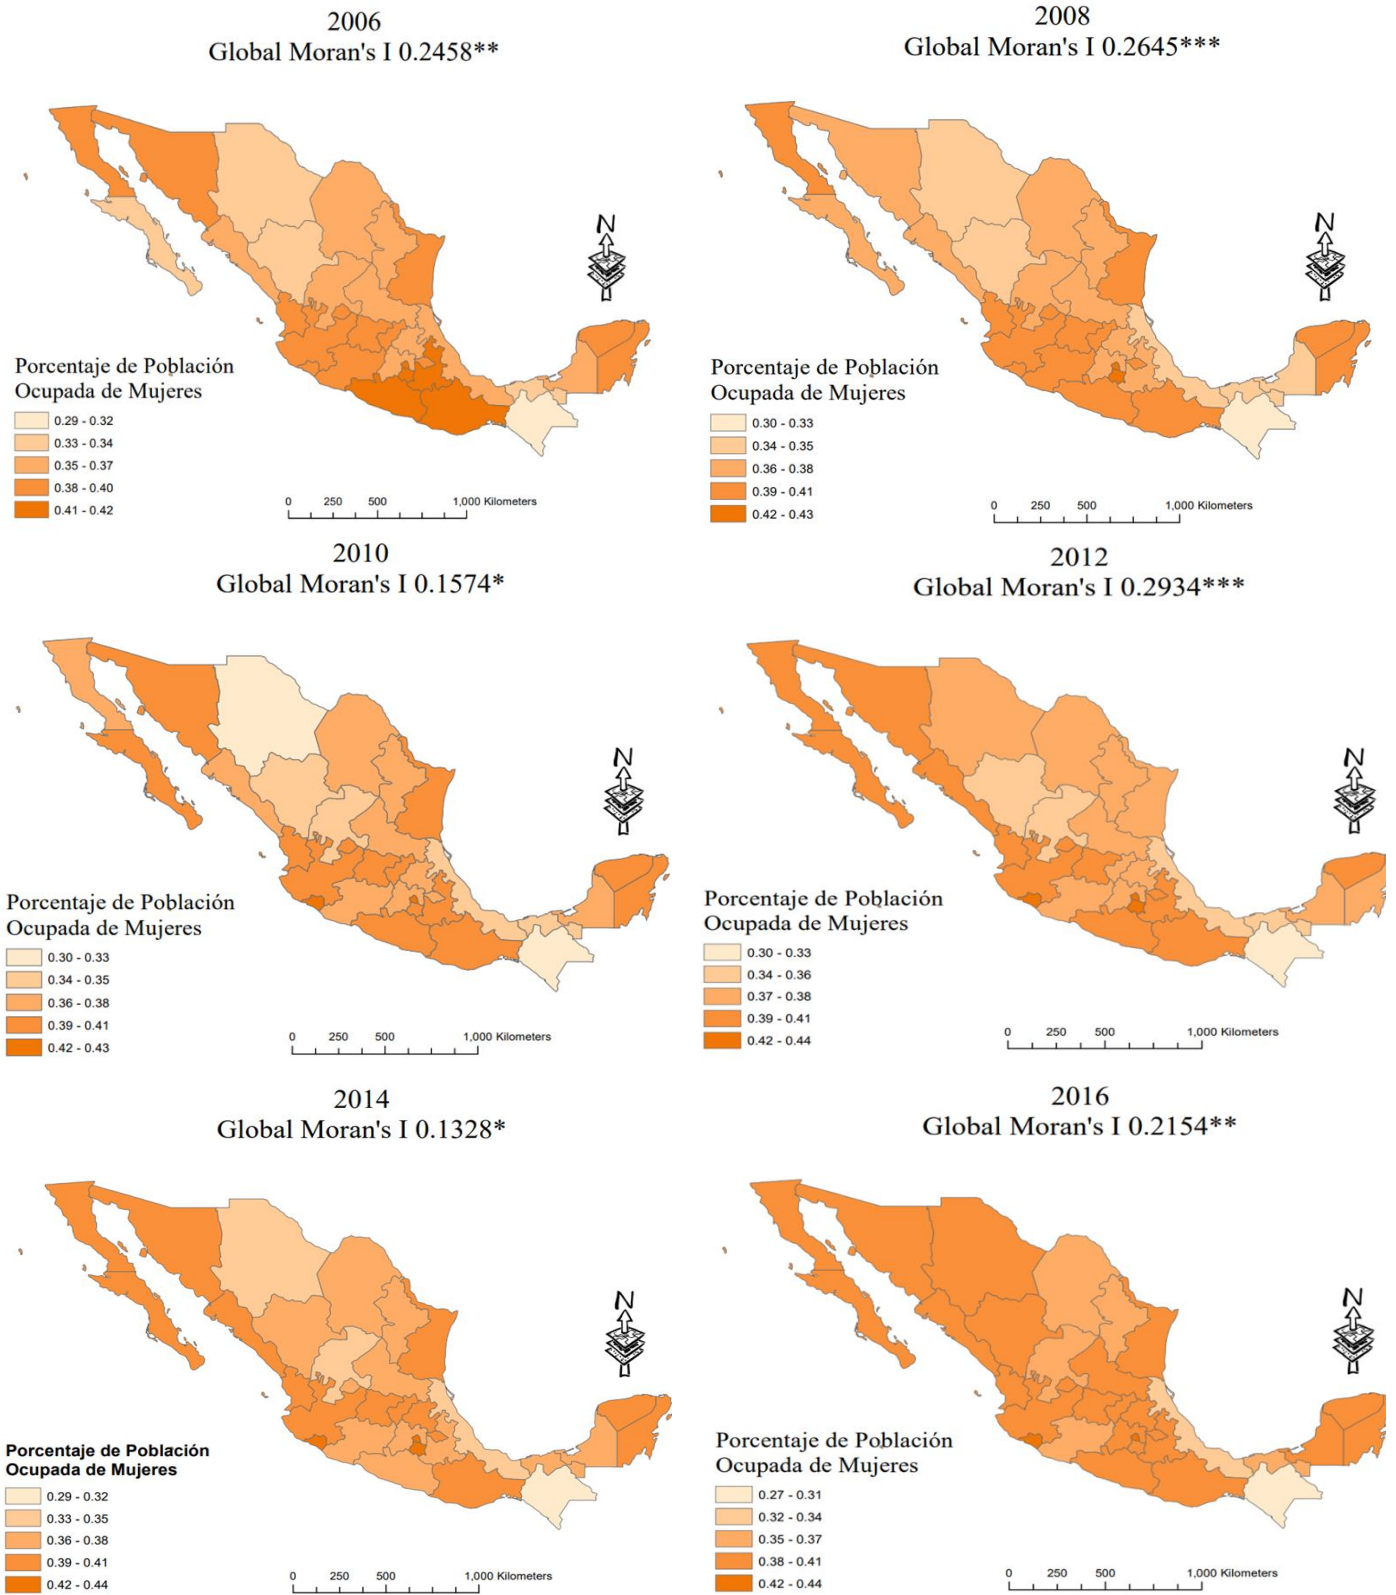 2006
Global Moran's I 0.2458**
N
Porcentaje de Población
Ocupada de Mujeres
0.29 - 0.32
0.33 - 0.34
0.35 - 0.37
0.38 - 0.40
0.41 - 0.42
0 250 500 1,000 Kilometers
2008
Global Moran's I 0.2645***
N
Porcentaje de Población
Ocupada de Mujeres
0.30 - 0.33
0.34 - 0.35
0.36 - 0.38
0.39 - 0.41
0.42 - 0.43
0 250 500 1,000 Kilometers
2010
Global Moran's I 0.1574*
N
Porcentaje de Población
Ocupada de Mujeres
0.30 - 0.33
0.34 - 0.35
0.36 - 0.38
0.39 - 0.41
0.42 - 0.43
0 250 500 1,000 Kilometers
2012
Global Moran's I 0.2934***
N
Porcentaje de Población
Ocupada de Mujeres
0.30 - 0.33
0.34 - 0.36
0.37 - 0.38
0.39 - 0.41
0.42 - 0.44
0 250 500 1,000 Kilometers
2014
Global Moran's I 0.1328*
N
Porcentaje de Población
Ocupada de Mujeres
0.29 - 0.32
0.33 - 0.35
0.36 - 0.38
0.39 - 0.41
0.42 - 0.44
0 250 500 1,000 Kilometers
2016
Global Moran's I 0.2154**
N
Porcentaje de Población
Ocupada de Mujeres
0.27 - 0.31
0.32 - 0.34
0.35 - 0.37
0.38 - 0.41
0.42 - 0.44
0 250 500 1,000 Kilometers